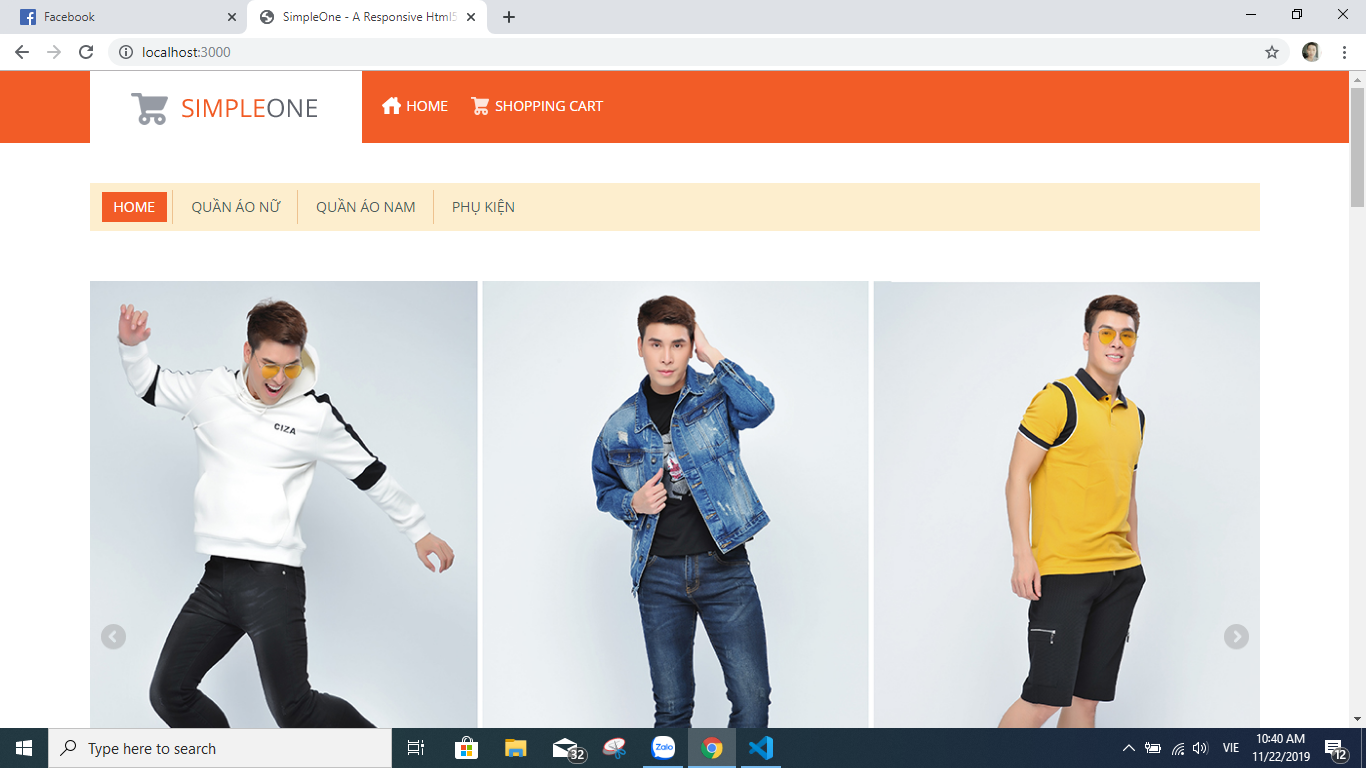 Facebook
SimpleOne - A Responsive Html5
localhost:3000
SIMPLEONE
HOME
SHOPPING CART
HOME
QUẦN ÁO NỮ
QUẦN ÁO NAM
PHỤ KIỆN
CIZA
Type here to search
32
Zalo
VIE
10:40 AM
11/22/2019
12